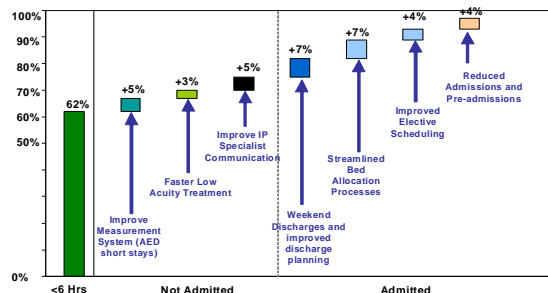 100%
90%
80%
70%
60%
50%
0%
62%
+5%
+3%
+5%
+7%
+7%
+4%
+4%
Improve
Measurement
System (AED
short stays)
Faster Low
Acuity Treatment
Improve IP
Specialist
Communication
Weekend
Discharges and
improved
discharge
planning
Streamlined
Bed
Allocation
Processes
Improved
Elective
Scheduling
Reduced
Admissions and
Pre-admissions
<6 Hrs
Not Admitted
Admitted